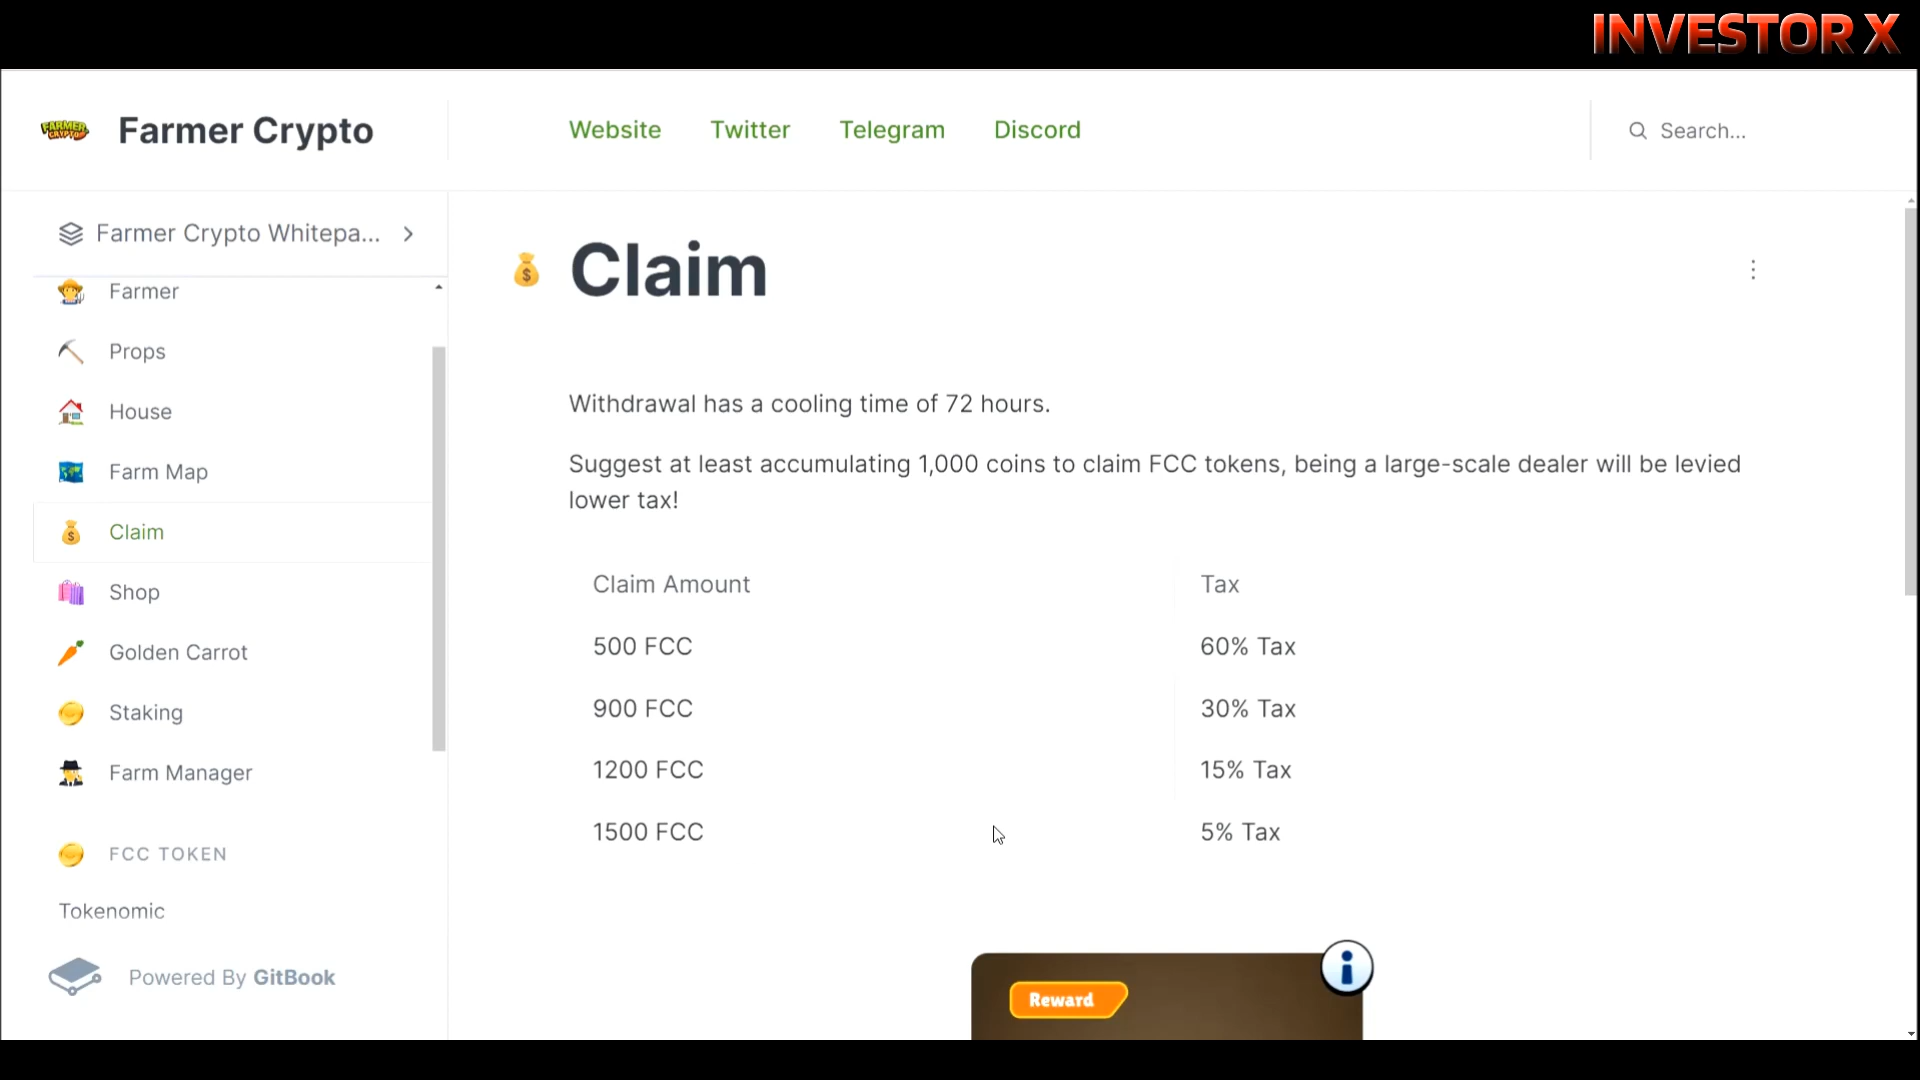 INVESTOR X
FARMER CRYPTO
Farmer Crypto
Website
Twitter
Telegram
Discord
Search...
Farmer Crypto Whitepa...
Farmer
Props
House
Farm Map
Claim
Shop
Golden Carrot
Staking
Farm Manager
FCC TOKEN
Tokenomic
Powered By GitBook
Claim
Withdrawal has a cooling time of 72 hours.
Suggest at least accumulating 1,000 coins to claim FCC tokens, being a large-scale dealer will be levied
lower tax!
Claim Amount Tax
500 FCC 60% Tax
900 FCC 30% Tax
1200 FCC 15% Tax
1500 FCC 5% Tax
Reward